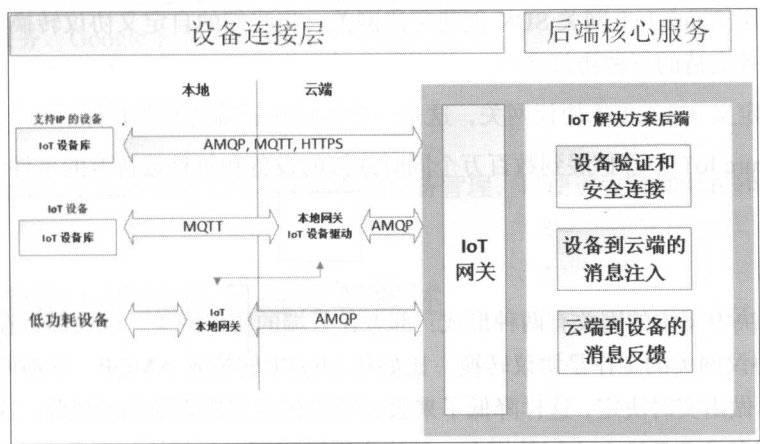 设备连接层
后端核心服务
本地
云端
支持IP的设备
IoT 设备库
AMQP, MQTT, HTTPS
IoT 设备
IoT 设备库
MQTT
本地网关
IoT 设备驱动
AMQP
低功耗设备
IoT
本地网关
AMQP
IoT
网关
IoT 解决方案后端
设备验证和
安全连接
设备到云端的
消息注入
云端到设备的
消息反馈